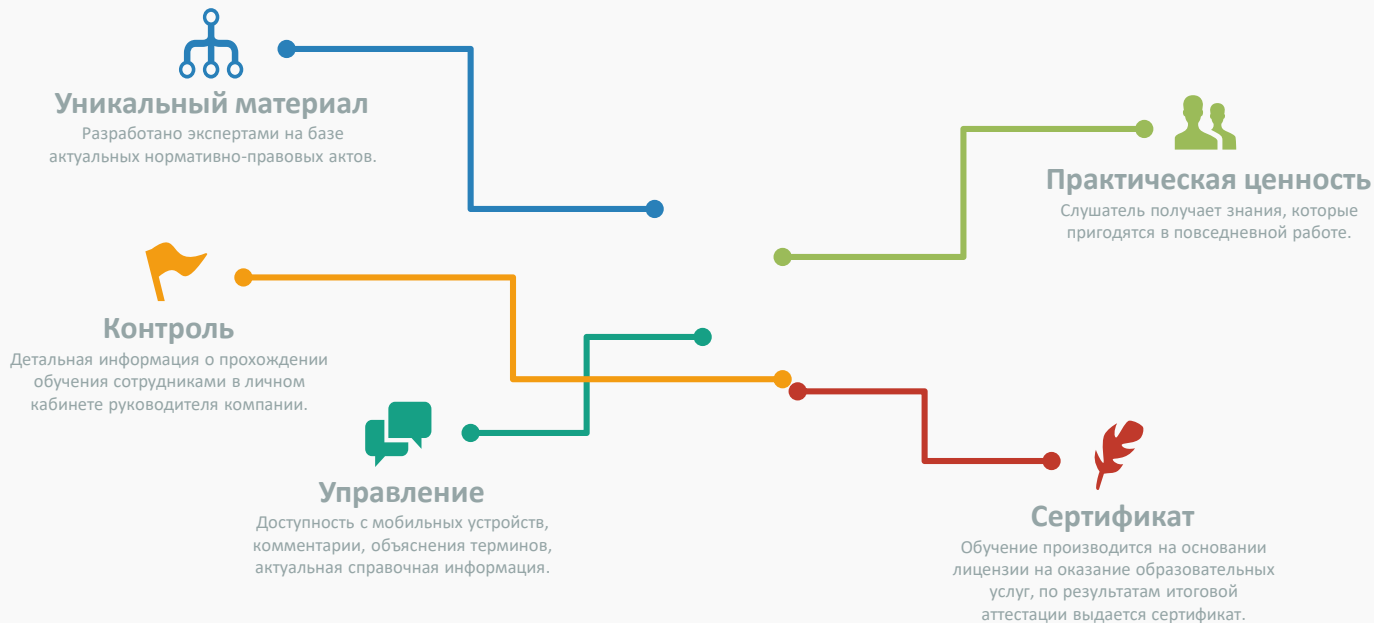 Уникальный материал
Разработано экспертами на базе
актуальных нормативно-правовых актов.
Практическая ценность
Слушатель получает знания, которые
пригодятся в повседневной работе.
Контроль
Детальная информация о прохождении
обучения сотрудниками в личном
кабинете руководителя компании.
Управление
Доступность с мобильных устройств,
комментарии, объяснения терминов,
актуальная справочная информация.
Сертификат
Обучение производится на основании
лицензии на оказание образовательных
услуг, по результатам итоговой
аттестации выдается сертификат.